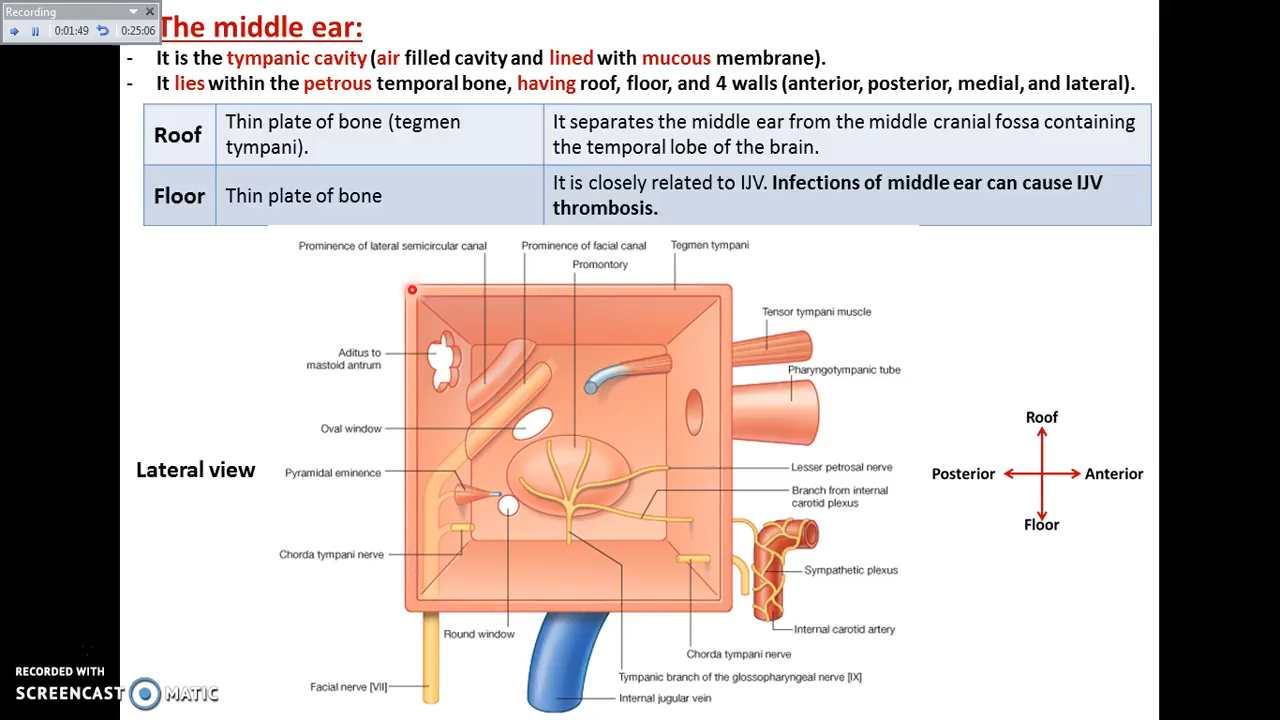 Recording
0:01:49
0:25:06
The middle ear:
- It is the tympanic cavity (air filled cavity and lined with mucous membrane).
- It lies within the petrous temporal bone, having roof, floor, and 4 walls (anterior, posterior, medial, and lateral).
Roof
Thin plate of bone (tegmen
tympani).
It separates the middle ear from the middle cranial fossa containing
the temporal lobe of the brain.
Floor
Thin plate of bone
It is closely related to IJV. Infections of middle ear can cause IJV
thrombosis.
Prominence of lateral semicircular canal
Prominence of facial canal
Tegmen tympani
Promontory
Tensor tympani muscle
Aditus to
mastoid antrum
Pharyngotympanic tube
Oval window
Roof
Lateral view
Pyramidal eminence
Lesser petrosal nerve
Posterior
Anterior
Branch from internal
carotid plexus
Floor
Chorda tympani nerve
Sympathetic plexus
Round window
Internal carotid artery
Chorda tympani nerve
Tympanic branch of the glossopharyngeal nerve [IX]
Facial nerve [VII]
Internal jugular vein
RECORDED WITH
SCREENCAST MATIC